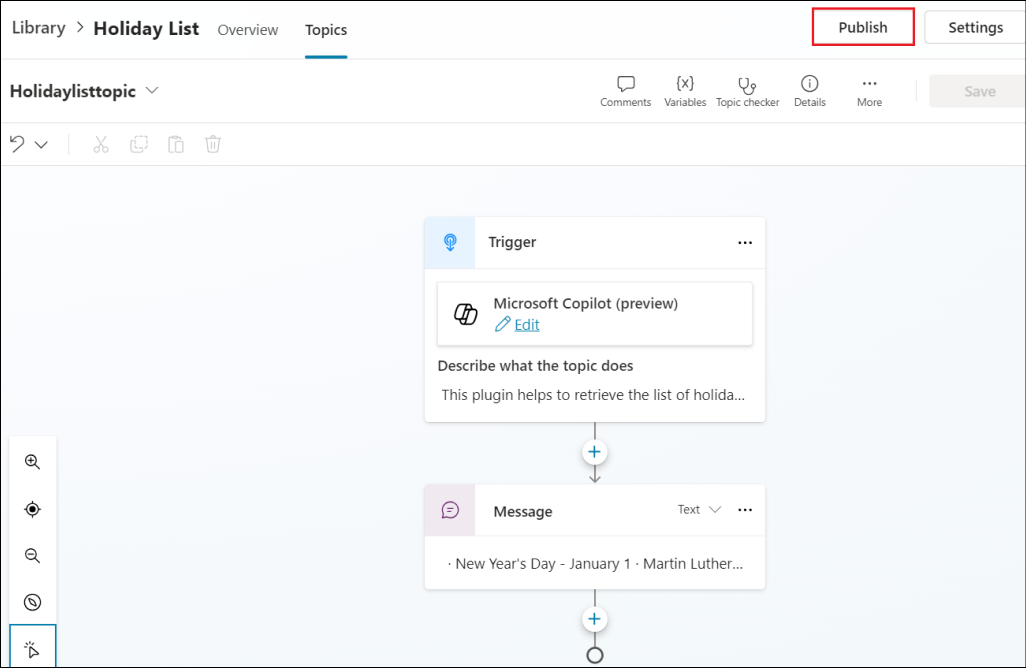 Library > Holiday List Overview Topics Publish Settings
Holidaylisttopic Comments {x} Variables Topic checker Details More Save
Trigger
Microsoft Copilot (preview)
Edit
Describe what the topic does
This plugin helps to retrieve the list of holida...
Message Text
· New Year's Day - January 1 · Martin Luther...